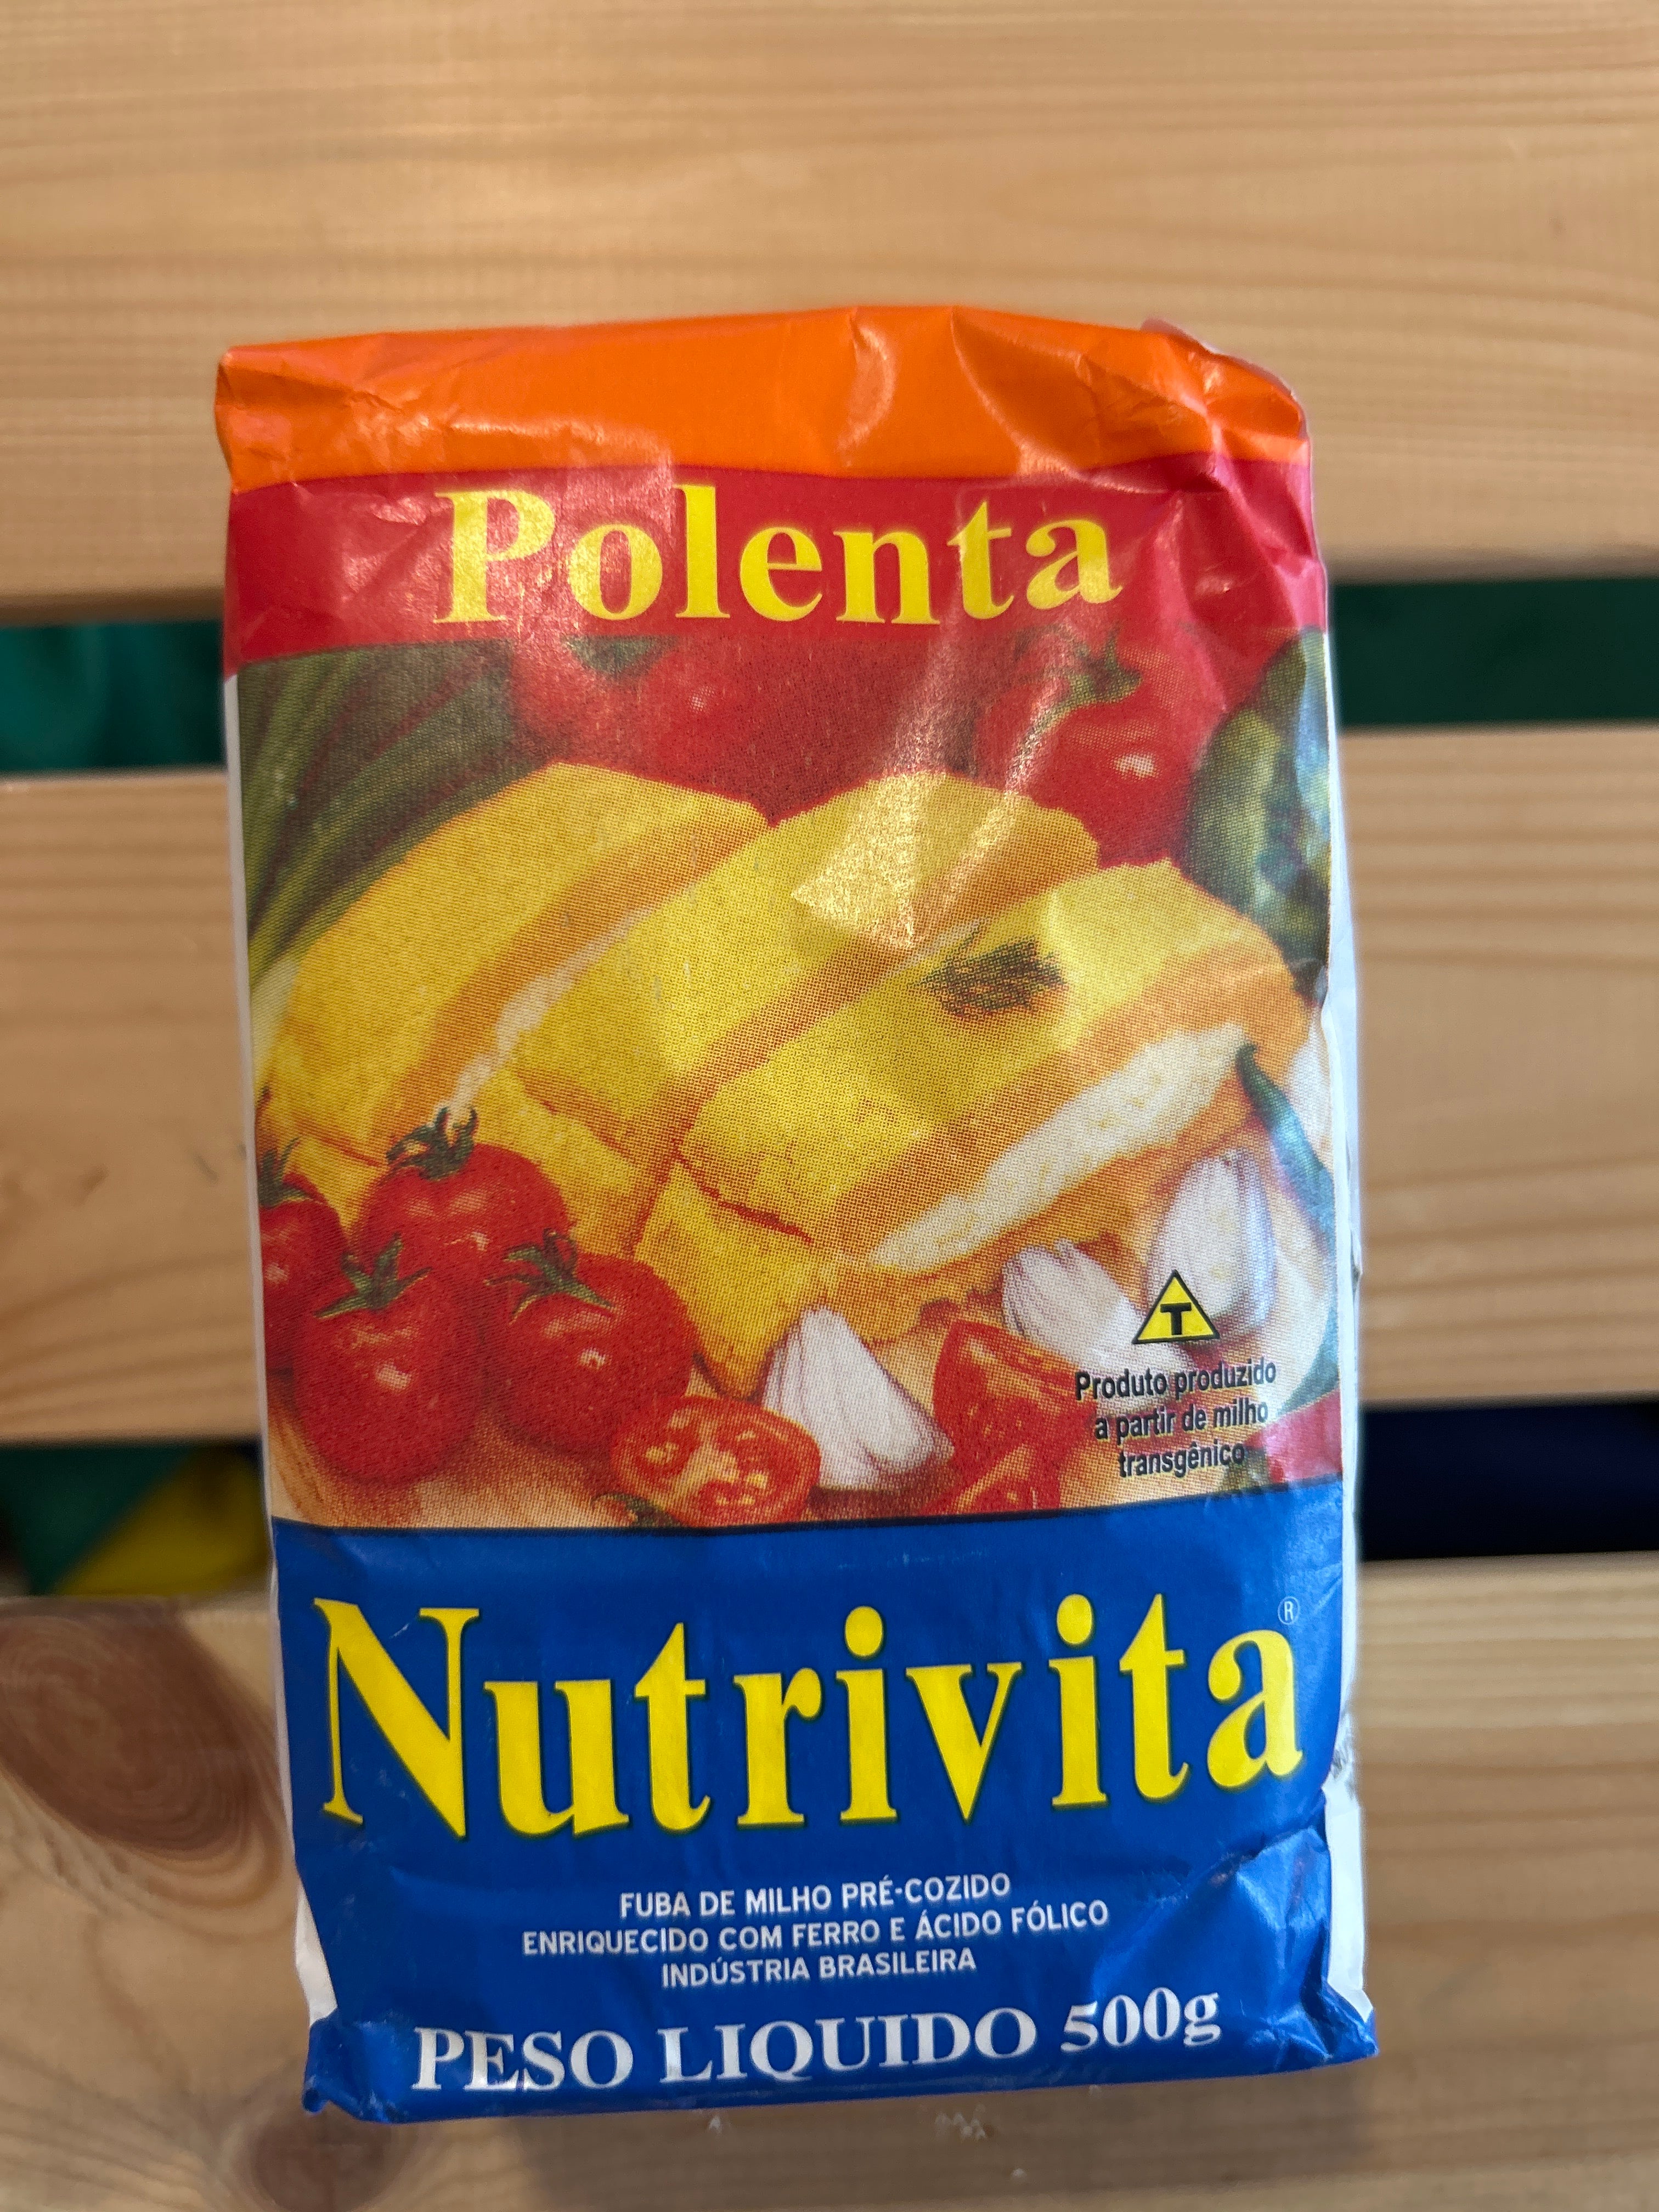 Polenta
T
Produto produzido
a partir de milho
transgênico
Nutrivita®
FUBA DE MILHO PRÉ-COZIDO
ENRIQUECIDO COM FERRO E ÁCIDO FÓLICO
INDÚSTRIA BRASILEIRA
PESO LIQUIDO 500g